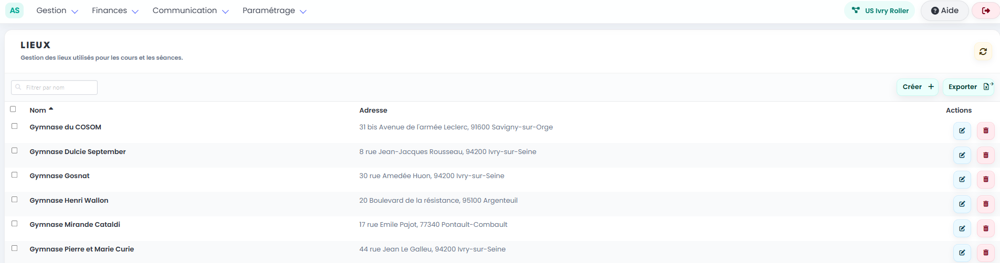 AS Gestion Finances Communication Paramétrage US Ivry Roller Aide
LIEUX
Gestion des lieux utilisés pour les cours et les séances.
Filtrer par nom Créer Exporter
Nom Adresse Actions
Gymnase du COSOM 31 bis Avenue de l'armée Leclerc, 91600 Savigny-sur-Orge
Gymnase Dulcie September 8 rue Jean-Jacques Rousseau, 94200 Ivry-sur-Seine
Gymnase Gosnat 30 rue Amedée Huon, 94200 Ivry-sur-Seine
Gymnase Henri Wallon 20 Boulevard de la résistance, 95100 Argenteuil
Gymnase Mirande Cataldi 17 rue Emile Pajot, 77340 Pontault-Combault
Gymnase Pierre et Marie Curie 44 rue Jean Le Galleu, 94200 Ivry-sur-Seine